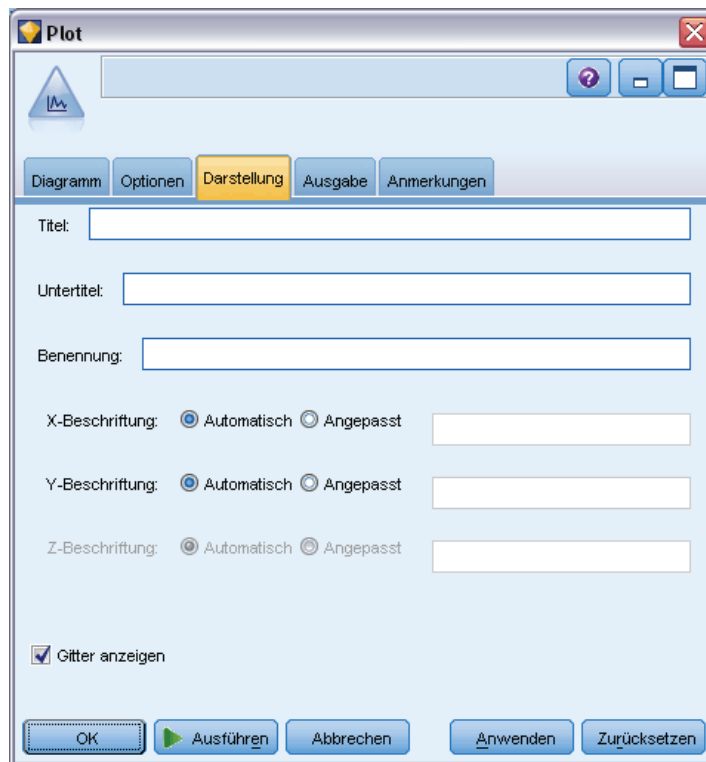 Plot
?
Diagramm Optionen Darstellung Ausgabe Anmerkungen
Titel:
Untertitel:
Benennung:
X-Beschriftung: Automatisch Angepasst
Y-Beschriftung: Automatisch Angepasst
Z-Beschriftung: Automatisch Angepasst
Gitter anzeigen
OK Ausführen Abbrechen Anwenden Zurücksetzen